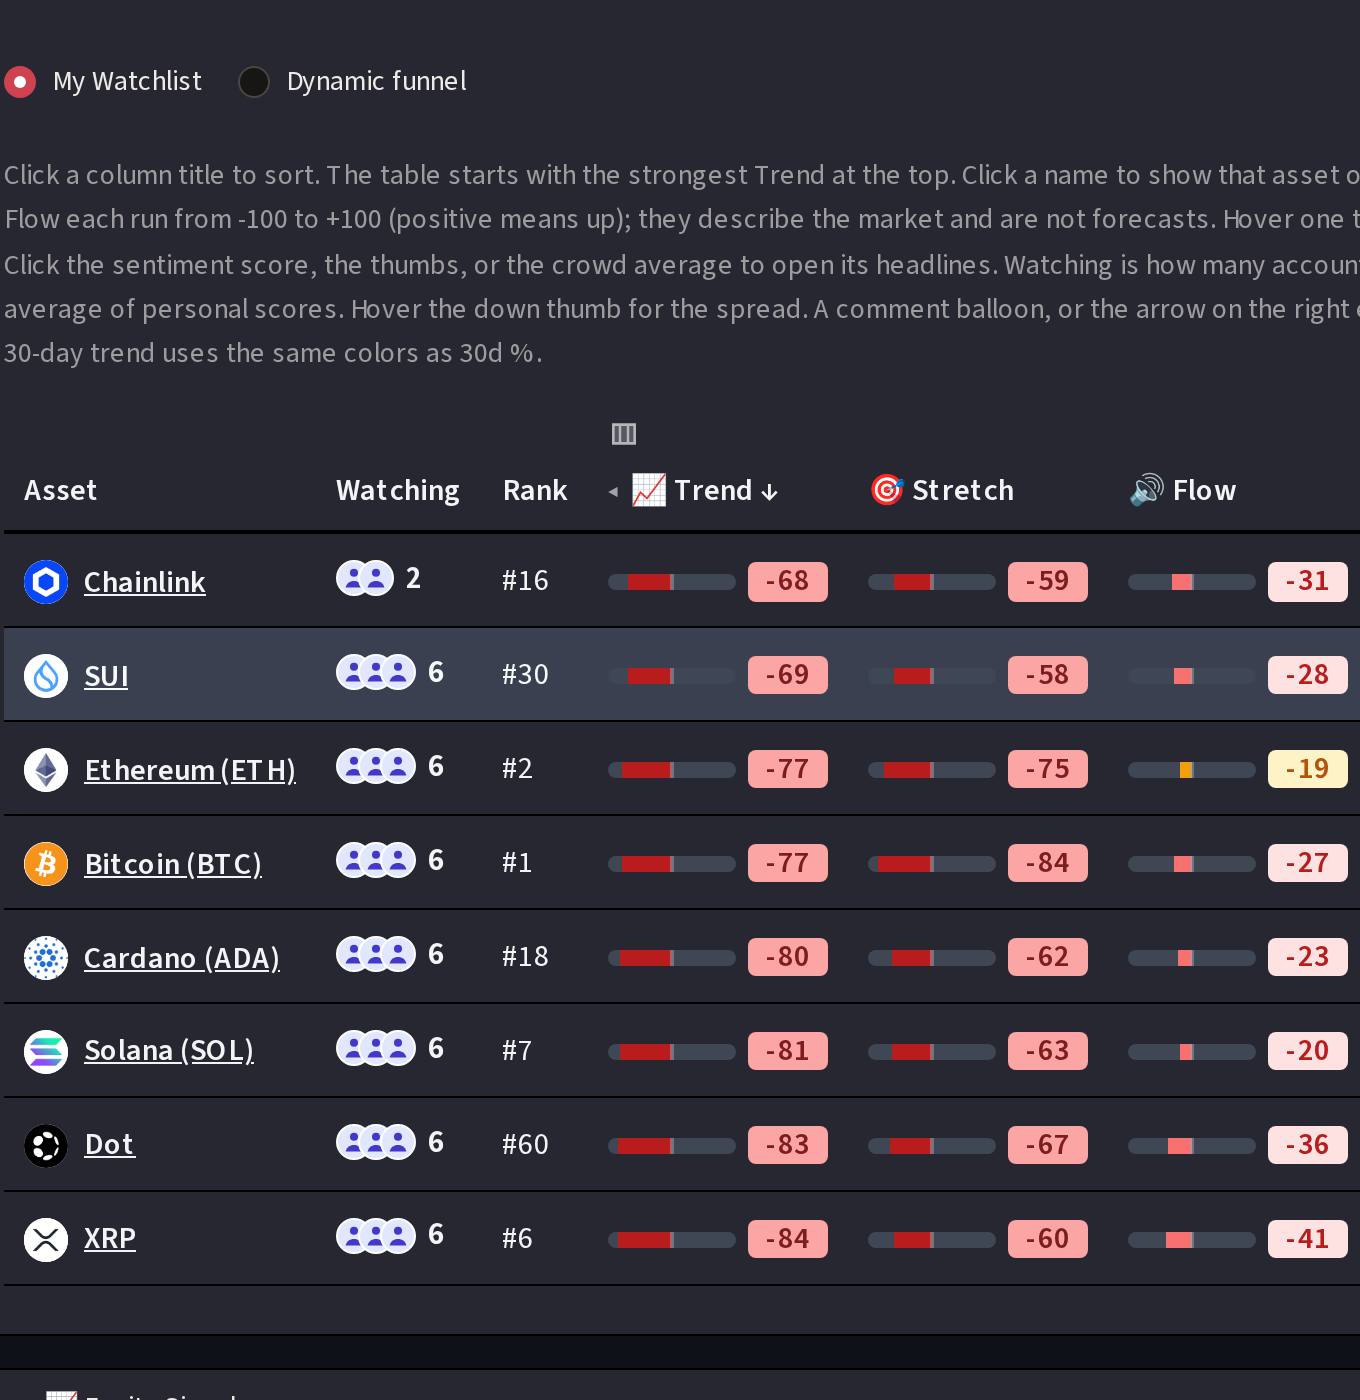 My Watchlist Dynamic funnel
Click a column title to sort. The table starts with the strongest Trend at the top. Click a name to show that asset o
Flow each run from -100 to +100 (positive means up); they describe the market and are not forecasts. Hover one t
Click the sentiment score, the thumbs, or the crowd average to open its headlines. Watching is how many accoun
average of personal scores. Hover the down thumb for the spread. A comment balloon, or the arrow on the right
30-day trend uses the same colors as 30d %.
Asset Watching Rank ◂ 📈 Trend ↓ 🎯 Stretch 🔊 Flow
Chainlink 2 #16 -68 -59 -31
SUI 6 #30 -69 -58 -28
Ethereum (ETH) 6 #2 -77 -75 -19
Bitcoin (BTC) 6 #1 -77 -84 -27
Cardano (ADA) 6 #18 -80 -62 -23
Solana (SOL) 6 #7 -81 -63 -20
Dot 6 #60 -83 -67 -36
XRP 6 #6 -84 -60 -41